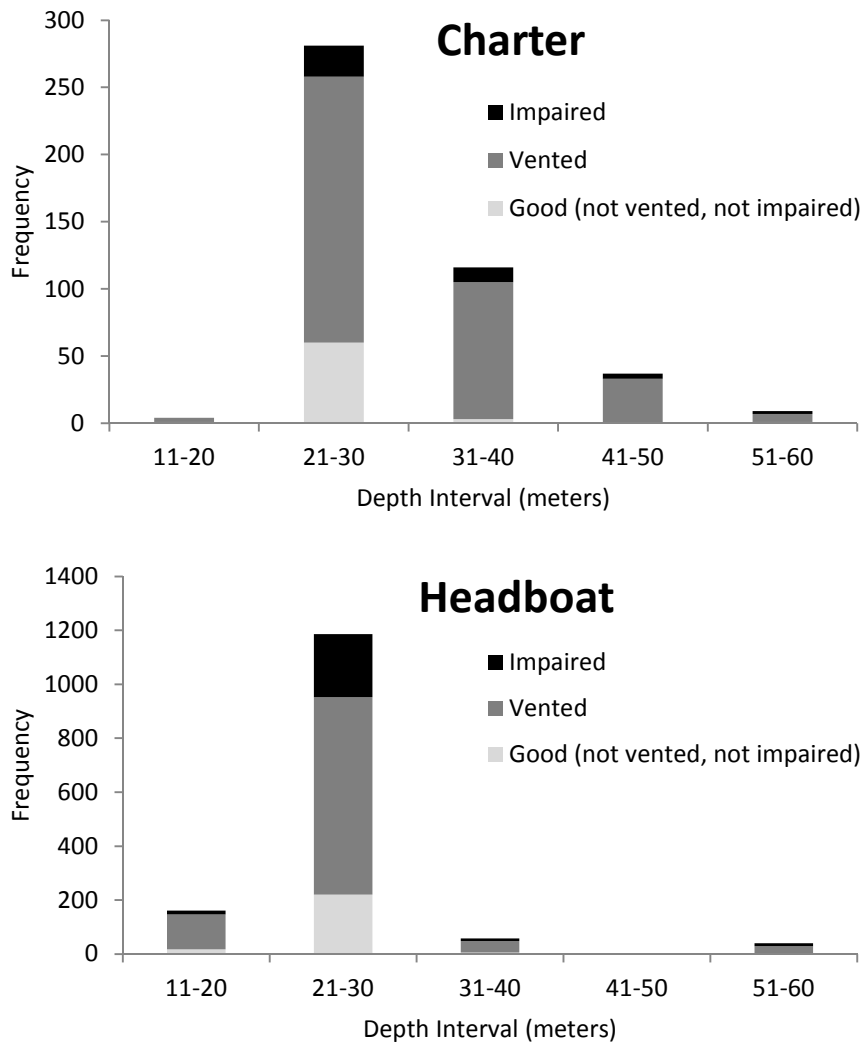 Charter
300
250
200
150
100
50
0
Frequency
Impaired
Vented
Good (not vented, not impaired)
11-20 21-30 31-40 41-50 51-60
Depth Interval (meters)
Headboat
1400
1200
1000
800
600
400
200
0
Frequency
Impaired
Vented
Good (not vented, not impaired)
11-20 21-30 31-40 41-50 51-60
Depth Interval (meters)